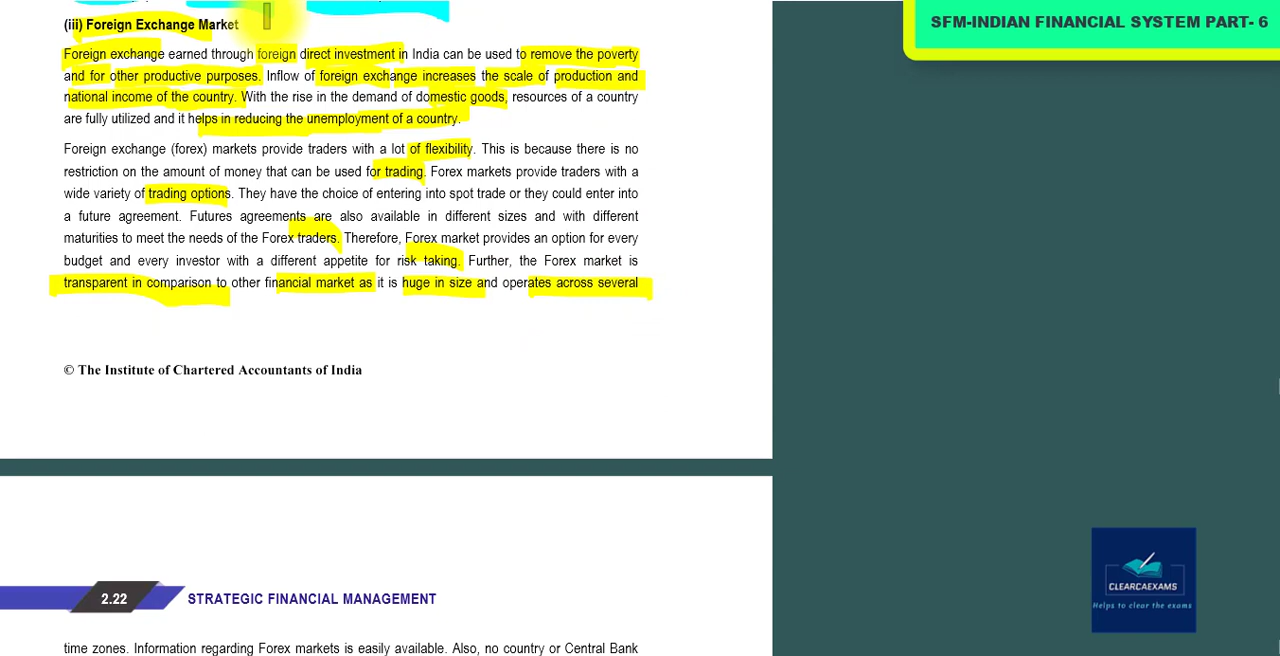 (iii) Foreign Exchange Market
Foreign exchange earned through foreign direct investment in India can be used to remove the poverty
and for other productive purposes. Inflow of foreign exchange increases the scale of production and
national income of the country. With the rise in the demand of domestic goods, resources of a country
are fully utilized and it helps in reducing the unemployment of a country.
Foreign exchange (forex) markets provide traders with a lot of flexibility. This is because there is no
restriction on the amount of money that can be used for trading. Forex markets provide traders with a
wide variety of trading options. They have the choice of entering into spot trade or they could enter into
a future agreement. Futures agreements are also available in different sizes and with different
maturities to meet the needs of the Forex traders. Therefore, Forex market provides an option for every
budget and every investor with a different appetite for risk taking. Further, the Forex market is
transparent in comparison to other financial market as it is huge in size and operates across several
© The Institute of Chartered Accountants of India
2.22 STRATEGIC FINANCIAL MANAGEMENT
time zones. Information regarding Forex markets is easily available. Also, no country or Central Bank
SFM-INDIAN FINANCIAL SYSTEM PART- 6
CLEARCAEXAMS
Helps to clear the exams